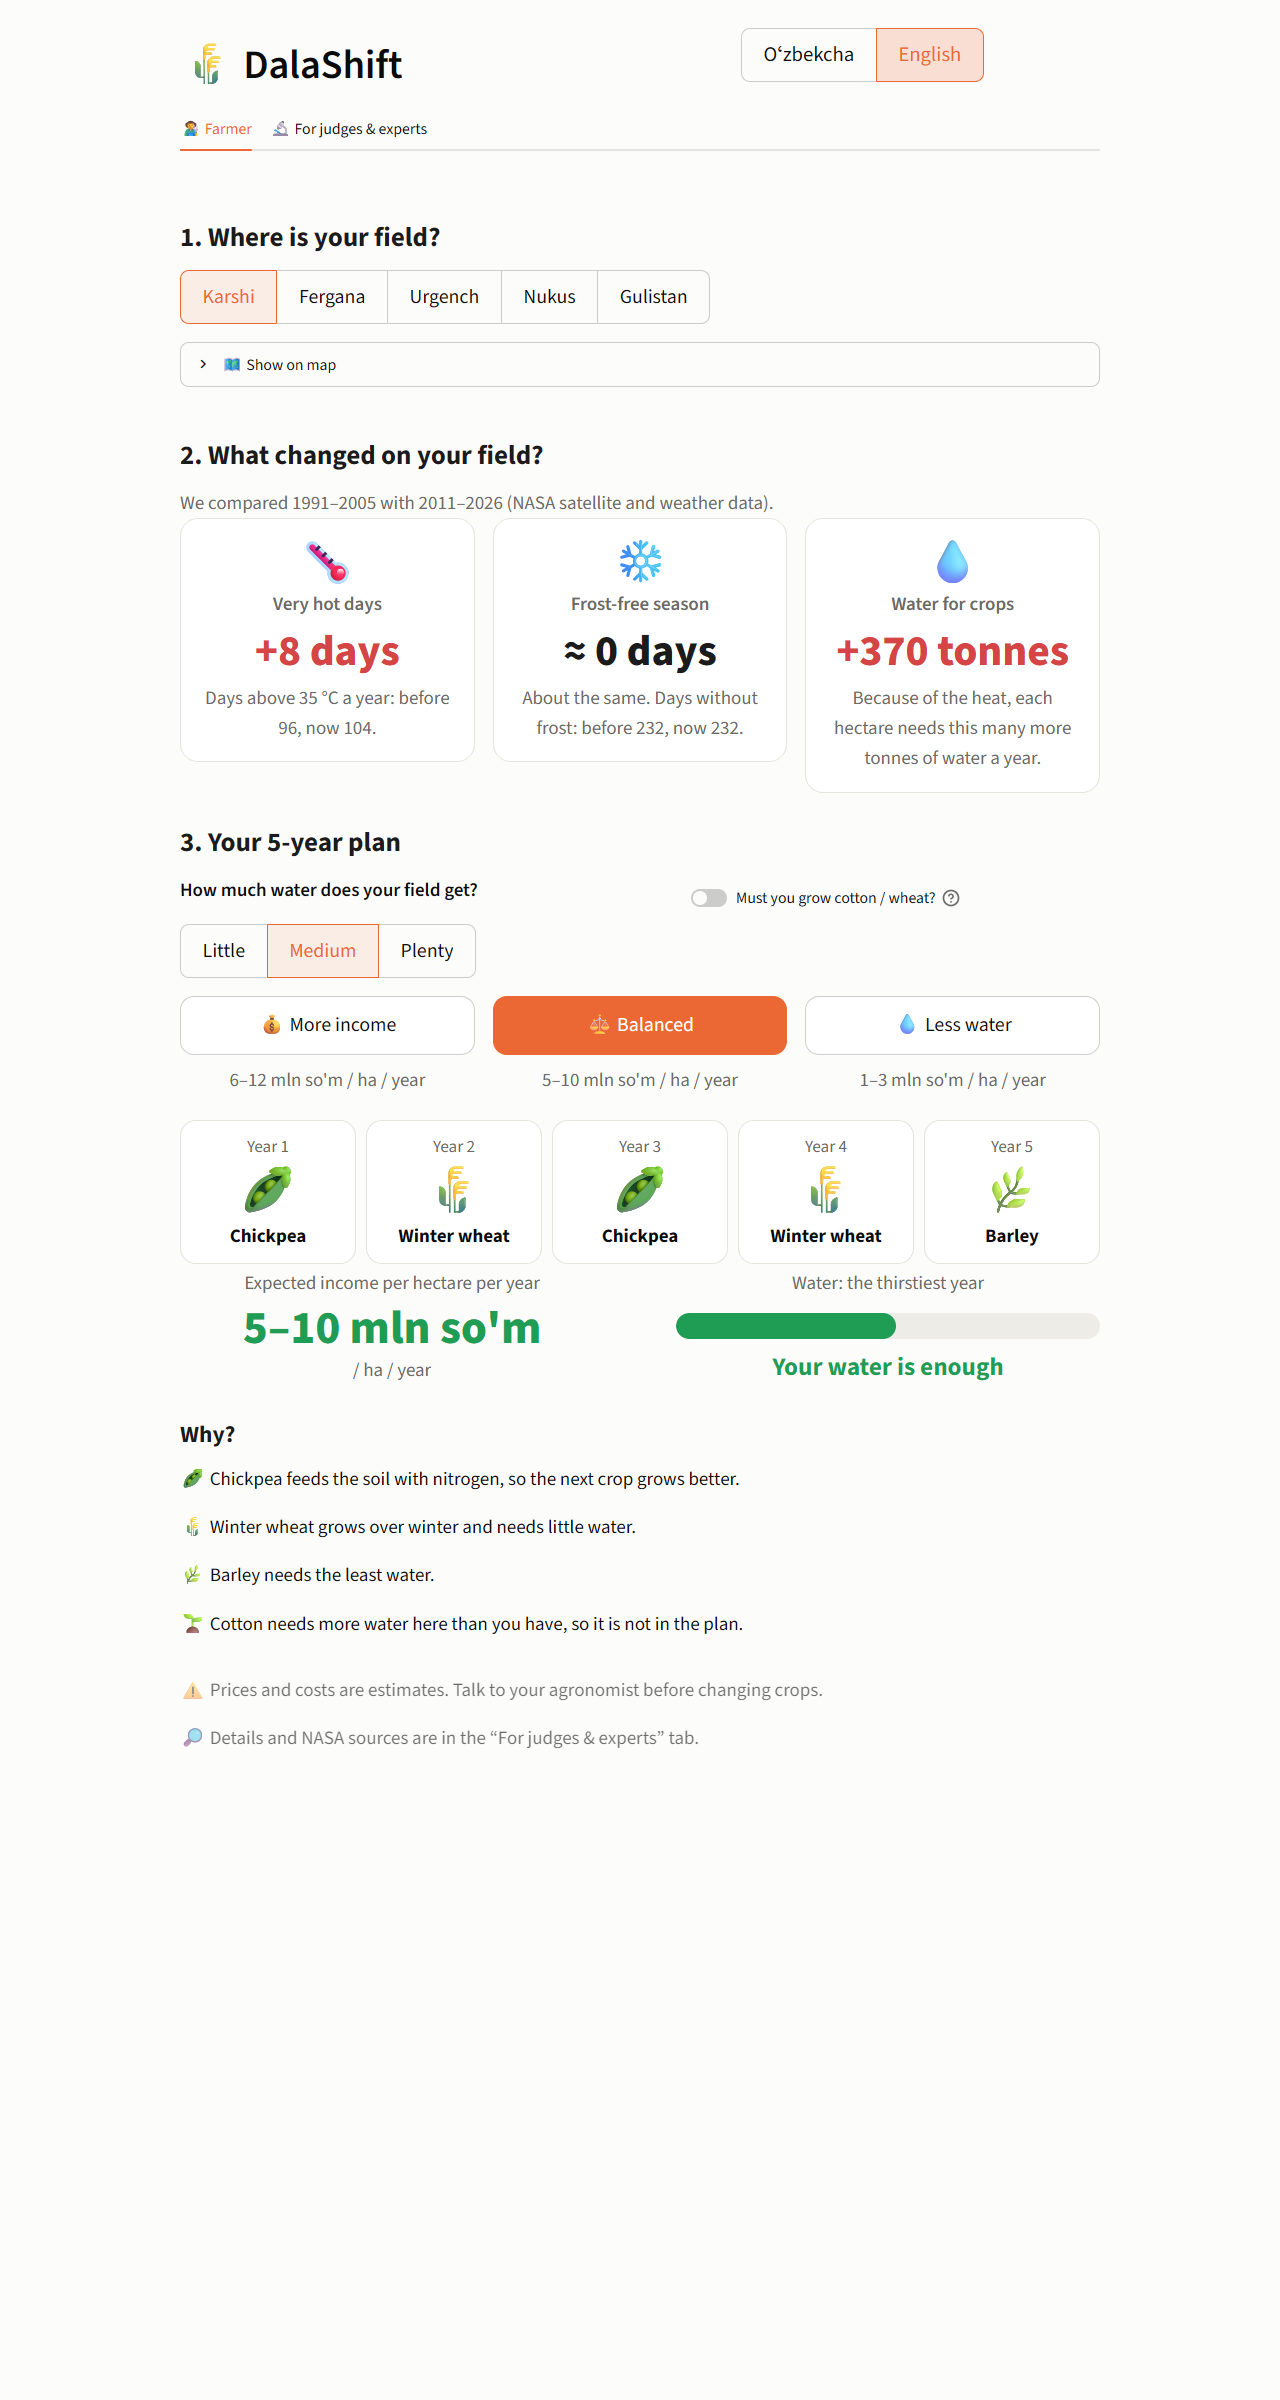 DalaShift
Oʻzbekcha
English
Farmer
For judges & experts
1. Where is your field?
Karshi
Fergana
Urgench
Nukus
Gulistan
Show on map
2. What changed on your field?
We compared 1991–2005 with 2011–2026 (NASA satellite and weather data).
Very hot days
+8 days
Days above 35 °C a year: before
96, now 104.
Frost-free season
≈ 0 days
About the same. Days without
frost: before 232, now 232.
Water for crops
+370 tonnes
Because of the heat, each
hectare needs this many more
tonnes of water a year.
3. Your 5-year plan
How much water does your field get?
Must you grow cotton / wheat?
Little
Medium
Plenty
More income
Balanced
Less water
6–12 mln so'm / ha / year
5–10 mln so'm / ha / year
1–3 mln so'm / ha / year
Year 1
Chickpea
Year 2
Winter wheat
Year 3
Chickpea
Year 4
Winter wheat
Year 5
Barley
Expected income per hectare per year
5–10 mln so'm
/ ha / year
Water: the thirstiest year
Your water is enough
Why?
Chickpea feeds the soil with nitrogen, so the next crop grows better.
Winter wheat grows over winter and needs little water.
Barley needs the least water.
Cotton needs more water here than you have, so it is not in the plan.
Prices and costs are estimates. Talk to your agronomist before changing crops.
Details and NASA sources are in the “For judges & experts” tab.